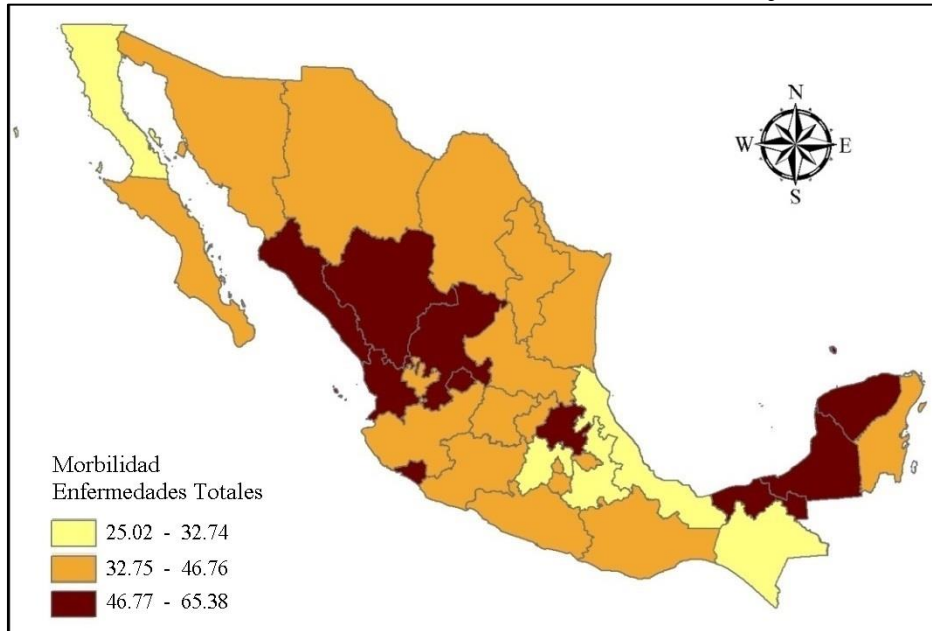 N
W E
S
Morbilidad
Enfermedades Totales
25.02 - 32.74
32.75 - 46.76
46.77 - 65.38